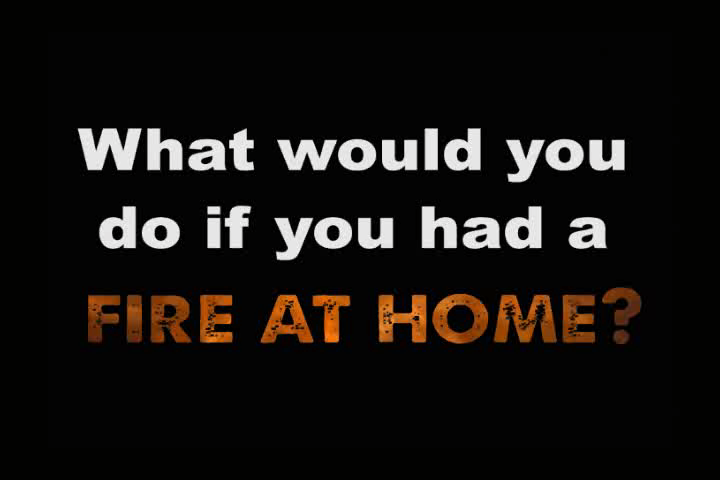 What would you
do if you had a
FIRE AT HOME?